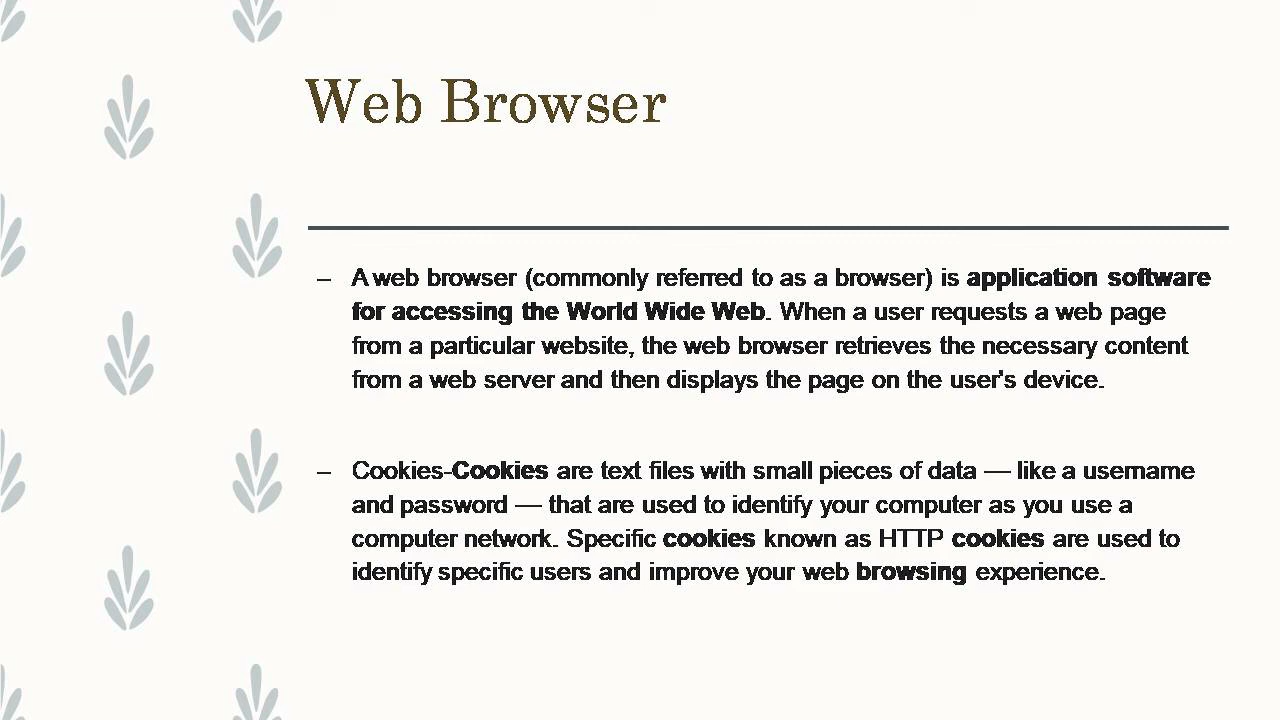 Web Browser
– A web browser (commonly referred to as a browser) is application software
for accessing the World Wide Web. When a user requests a web page
from a particular website, the web browser retrieves the necessary content
from a web server and then displays the page on the user's device.
– Cookies-Cookies are text files with small pieces of data — like a username
and password — that are used to identify your computer as you use a
computer network. Specific cookies known as HTTP cookies are used to
identify specific users and improve your web browsing experience.